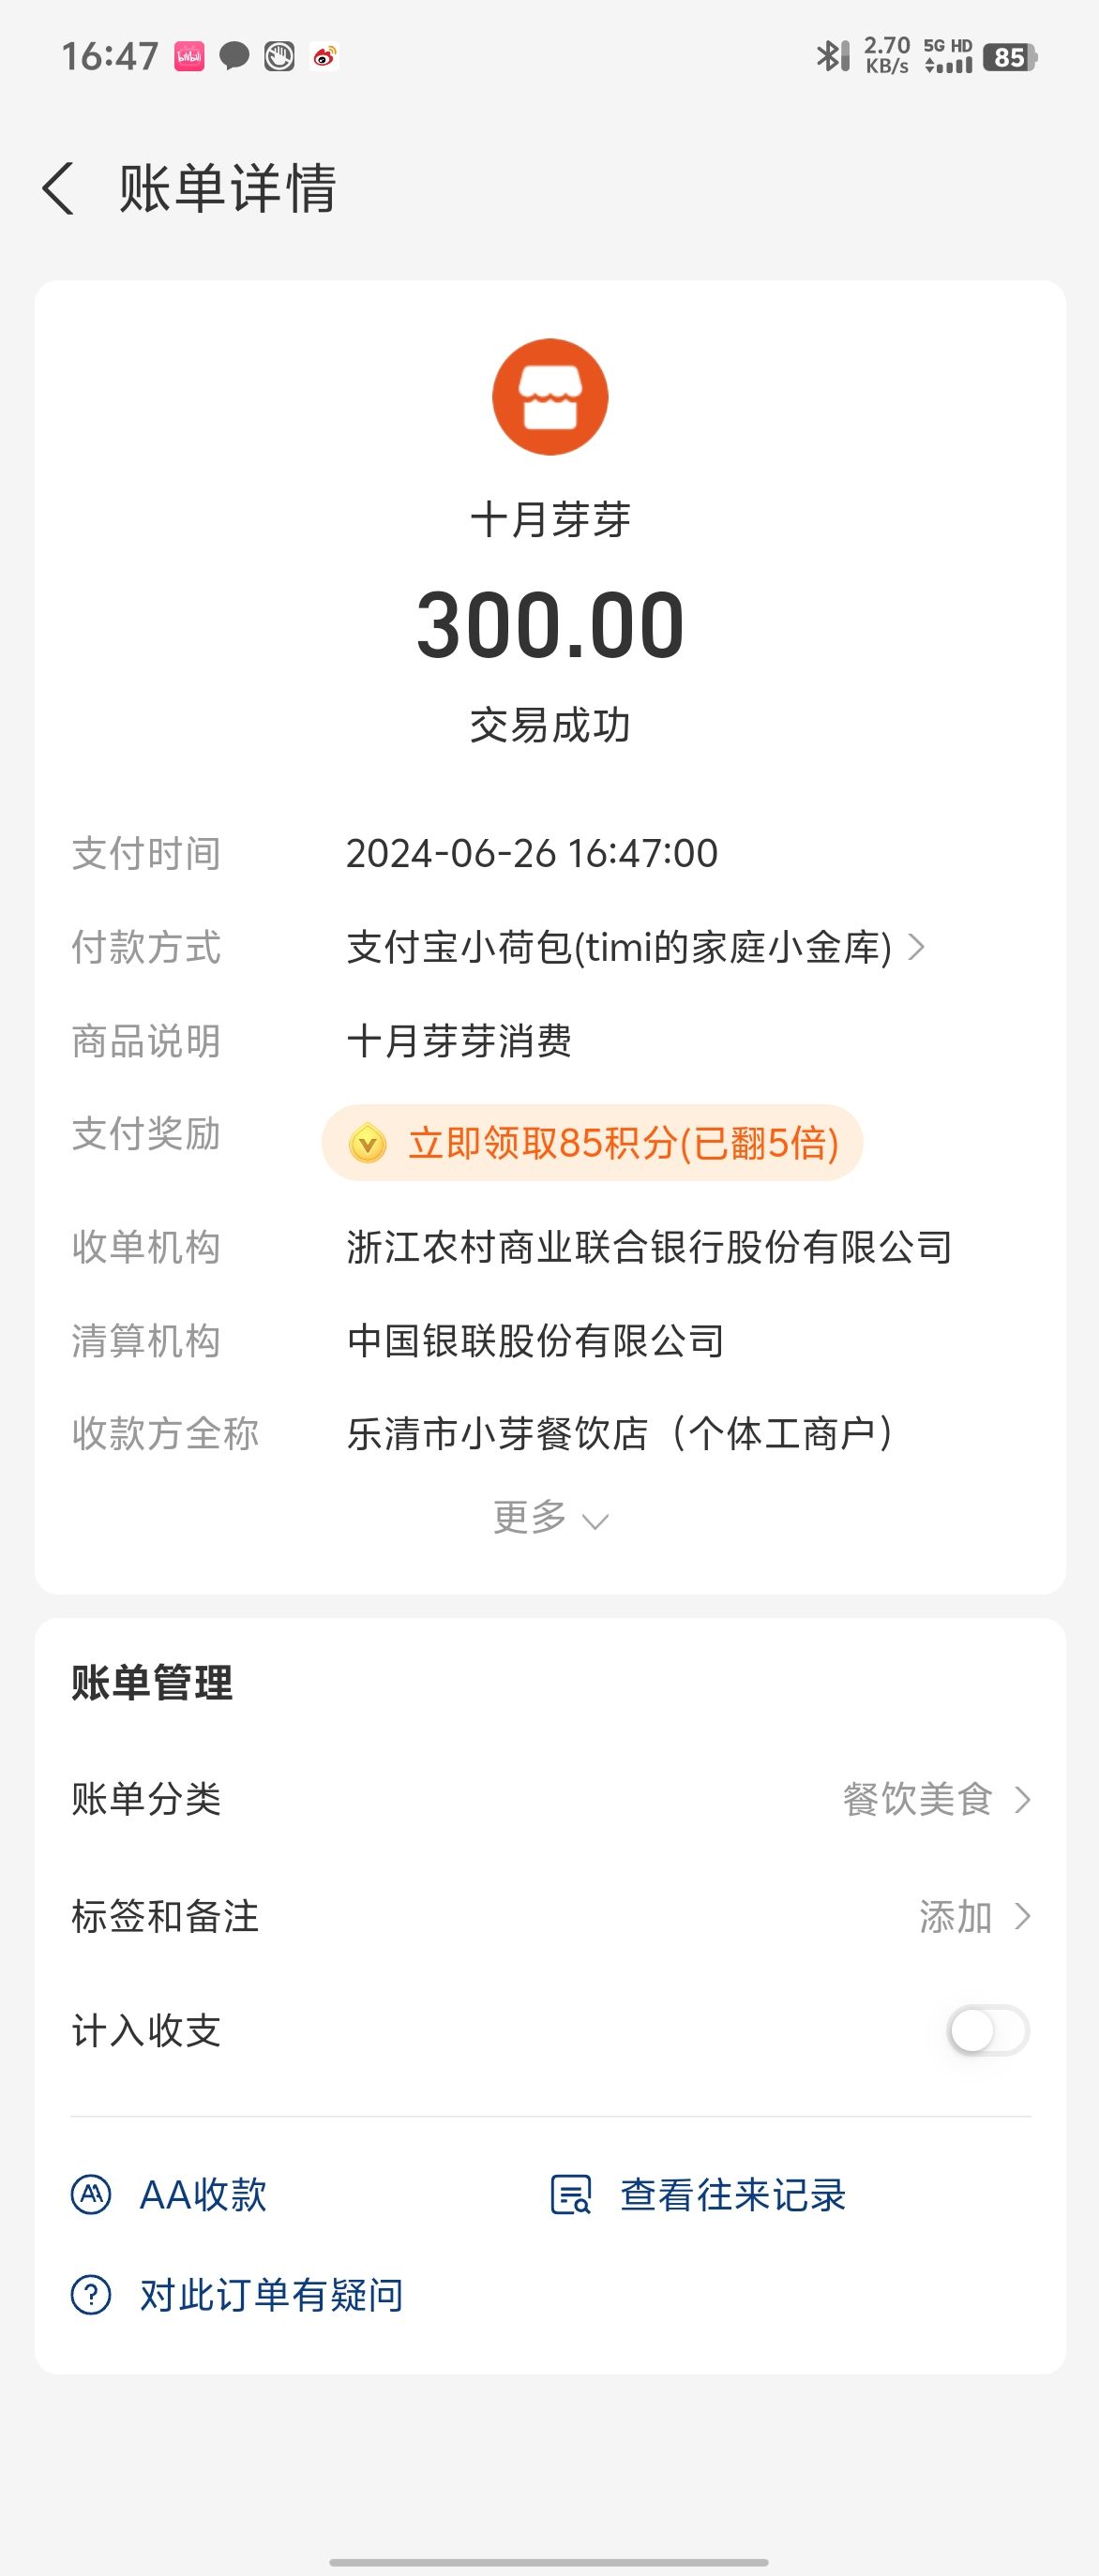 16:47
bilibili
2.70 KB/s
5G HD
85
账单详情
十月芽芽
300.00
交易成功
支付时间 2024-06-26 16:47:00
付款方式 支付宝小荷包(timi的家庭小金库)
商品说明 十月芽芽消费
支付奖励 立即领取85积分(已翻5倍)
收单机构 浙江农村商业联合银行股份有限公司
清算机构 中国银联股份有限公司
收款方全称 乐清市小芽餐饮店（个体工商户）
更多
账单管理
账单分类 餐饮美食
标签和备注 添加
计入收支
AA收款 查看往来记录
对此订单有疑问